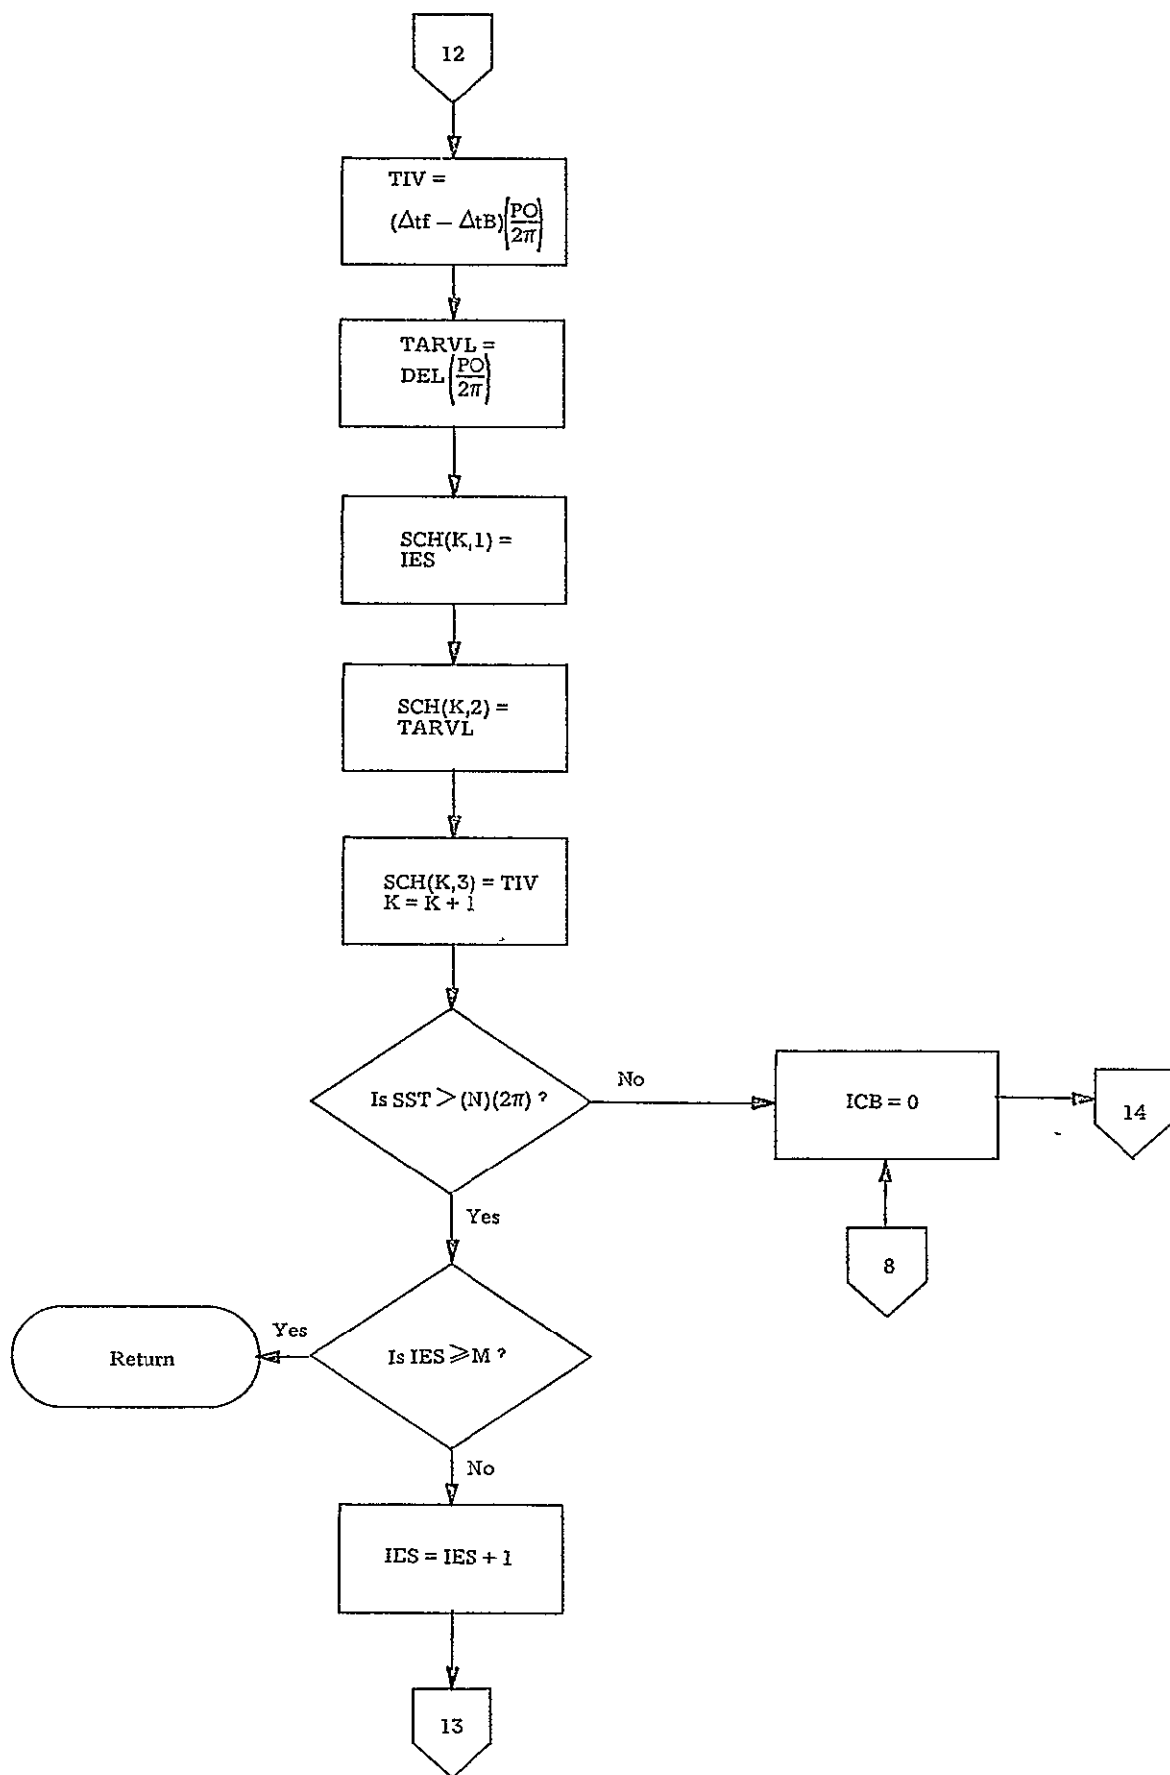 12
TIV =
(Δtf − ΔtB)(PO/2π)
TARVL =
DEL (PO/2π)
SCH(K,1) =
IES
SCH(K,2) =
TARVL
SCH(K,3) = TIV
K = K + 1
Is SST > (N)(2π) ?
No
ICB = 0
14
8
Yes
Is IES ⩾ M ?
Yes
Return
No
IES = IES + 1
13